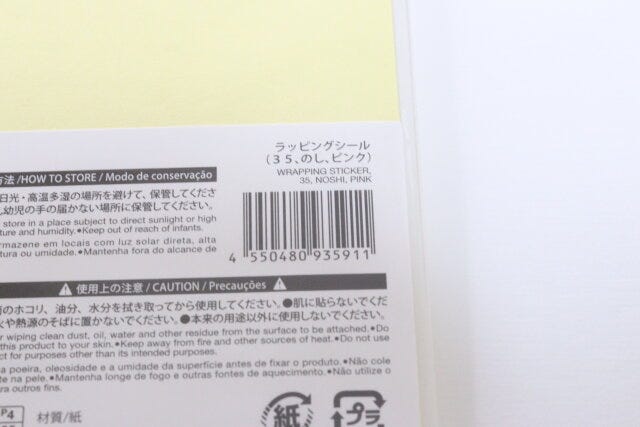 ラッピングシール
(35、のし、ピンク)
WRAPPING STICKER,
35, NOSHI, PINK
4 550480 935911
方法 /HOW TO STORE / Modo de conservação
日光・高温多湿の場所を避けて、保管してくださ
幼児の手の届かない場所に保管してください。
store in a place subject to direct sunlight or high
ture and humidity. ●Keep out of reach of infants.
rmazene em locais com luz solar direta, alta
tura ou umidade. ●Mantenha fora do alcance de
使用上の注意 / CAUTION / Precauções
のホコリ、油分、水分を拭き取ってから使用してください。●肌に貼らないでくだ
や熱源のそばに置かないでください。●本来の用途以外に使用しないでください。
r wiping clean dust, oil, water and other residue from the surface to be attached. ●Do
this product to your skin. ●Keep away from fire and other sources of heat. ●Do not use
ct for purposes other than its intended purposes.
a poeira, oleosidade e a umidade da superfície antes de fixar o produto. ●Não cole
te na pele. ●Mantenha longe de fogo e outras fontes de aquecimento. ●Não utilize
ra outros fins.
P4
材質/紙
紙
プラ